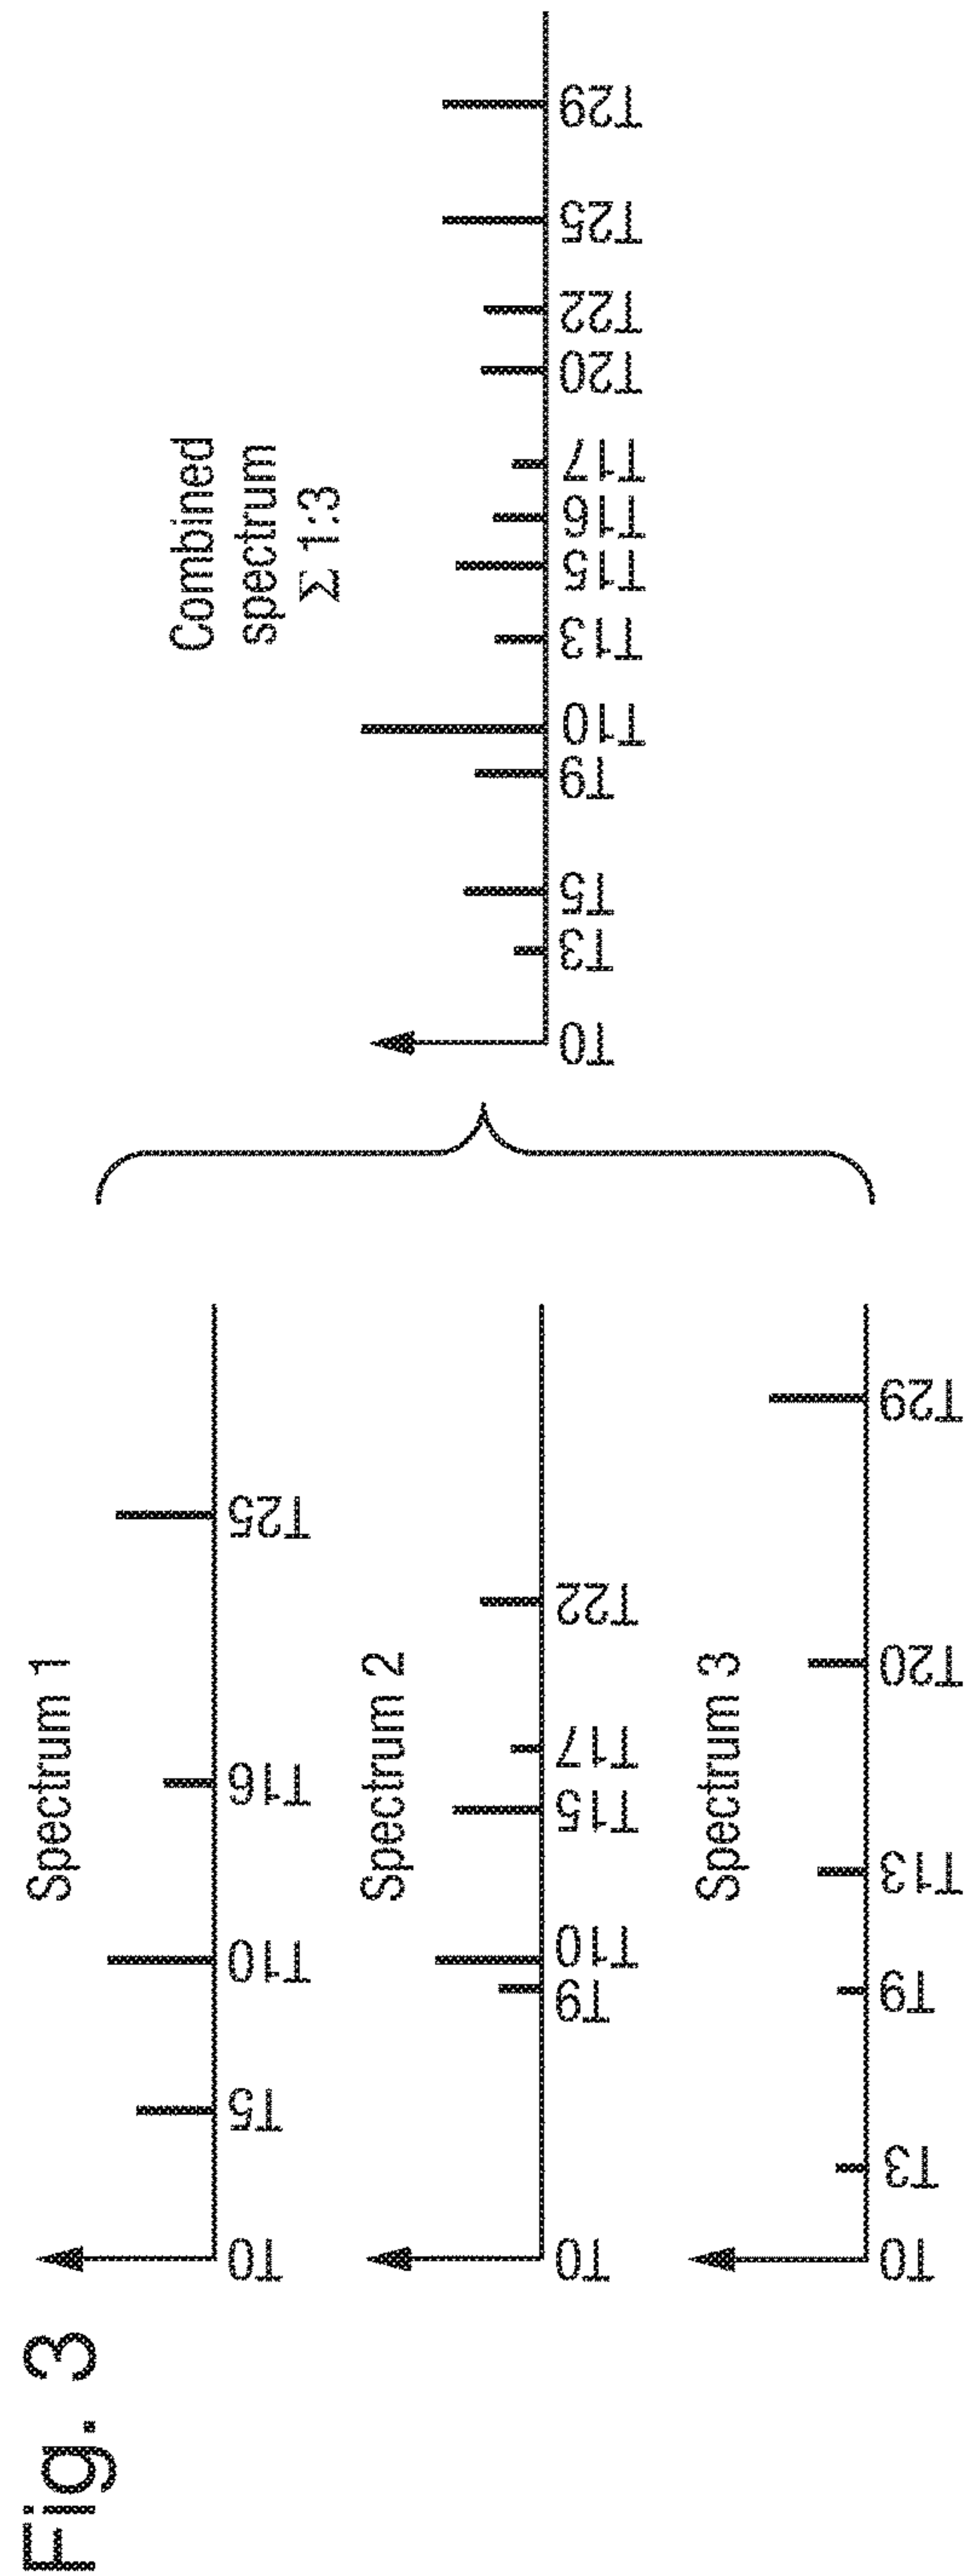 Fig. 3
Spectrum 1
T0 T5 T10 T16 T25
Spectrum 2
T0 T9 T10 T15 T17 T22
Spectrum 3
T0 T3 T9 T13 T20 T29
Combined
spectrum
Σ 1:3
T0 T3 T5 T9 T10 T13 T15 T16 T17 T20 T22 T25 T29